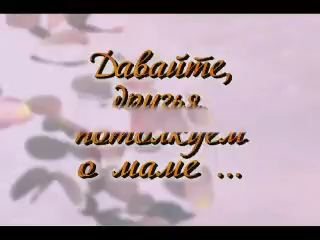 Давайте,
друзья
потолкуем
о маме ...